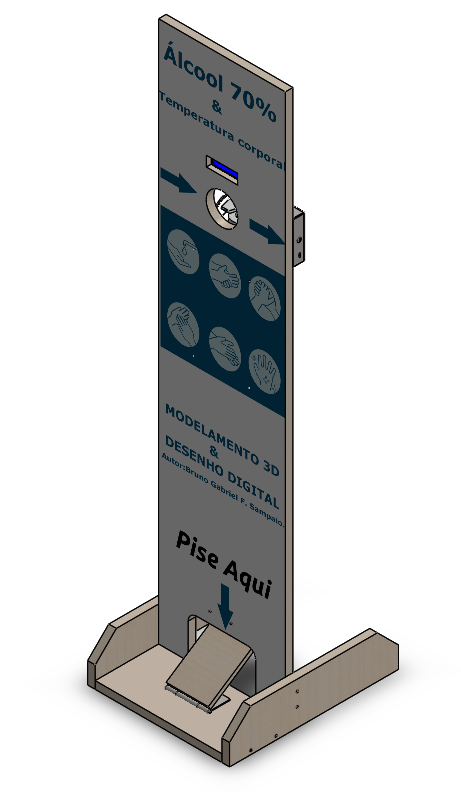 Álcool 70%
&
Temperatura corporal
MODELAMENTO 3D
&
DESENHO DIGITAL
Autor:Bruno Gabriel F. Sampaio.
Pise Aqui